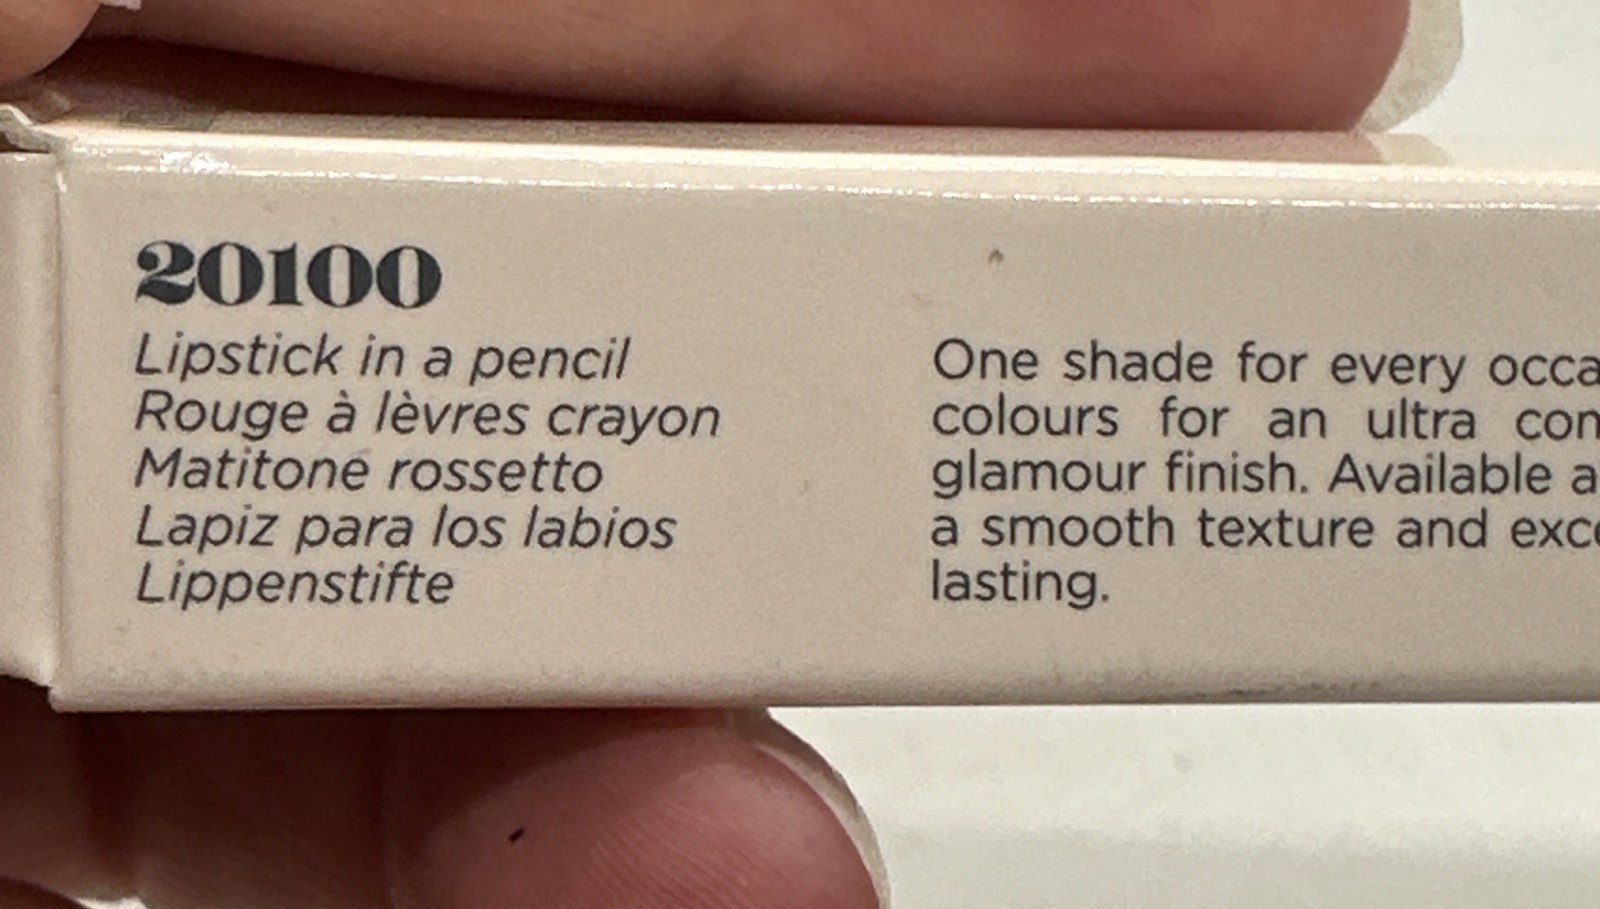 20100
Lipstick in a pencil
Rouge à lèvres crayon
Matitone rossetto
Lapiz para los labios
Lippenstifte
One shade for every
colours for an ultra
glamour finish. Available
a smooth texture and
lasting.